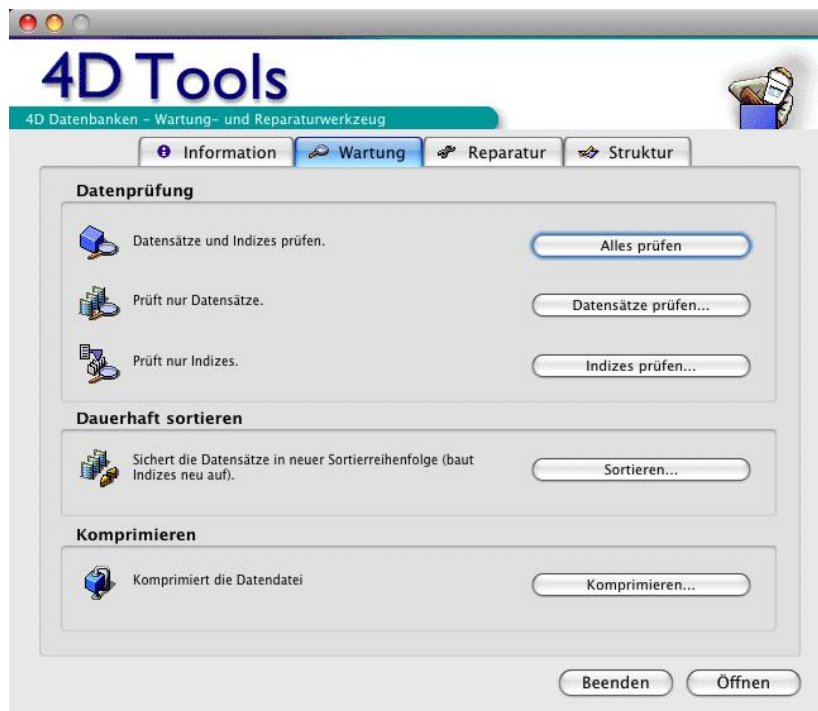 4D Tools
4D Datenbanken – Wartung- und Reparaturwerkzeug
Information
Wartung
Reparatur
Struktur
Datenprüfung
Datensätze und Indizes prüfen.
Alles prüfen
Prüft nur Datensätze.
Datensätze prüfen...
Prüft nur Indizes.
Indizes prüfen...
Dauerhaft sortieren
Sichert die Datensätze in neuer Sortierreihenfolge (baut
Indizes neu auf).
Sortieren...
Komprimieren
Komprimiert die Datendatei
Komprimieren...
Beenden
Öffnen